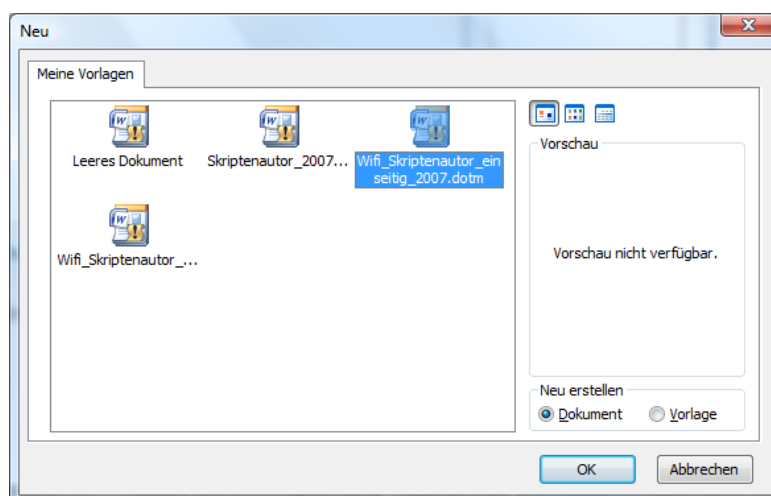 Neu
Meine Vorlagen
Leeres Dokument
Skriptenautor_2007...
Wifi_Skriptenautor_ein
seitig_2007.dotm
Wifi_Skriptenautor_...
Vorschau
Vorschau nicht verfügbar.
Neu erstellen
Dokument
Vorlage
OK
Abbrechen